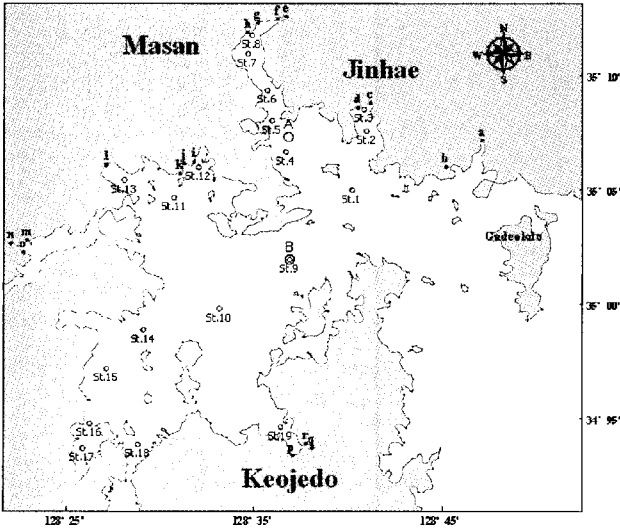 N
W E
S
Masan
Jinhae
Keojedo
h g f e
St.8
St.7
St.6
St.5
A
St.4
d c
St.3
St.2
a
b
St.1
l
St.13
k j i
St.12
St.11
n m
o
B
St.9
St.10
St.14
St.15
St.16
St.17
St.18
St.19
p r q
35° 10'
35° 05'
35° 00'
34° 95'
128° 25'
128° 35'
128° 45'